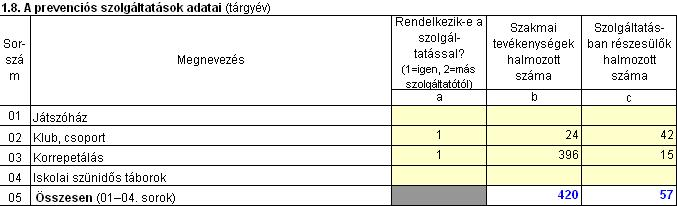 1.8. A prevenciós szolgáltatások adatai (tárgyév)
Sor-
szá
m
Megnevezés
Rendelkezik-e a
szolgál-
tatással?
(1=igen, 2=más
szolgáltatótól)
Szakmai
tevékenységek
halmozott
száma
Szolgáltatás-
ban részesülők
halmozott
száma
a b c
01 Játszóház
02 Klub, csoport 1 24 42
03 Korrepetálás 1 396 15
04 Iskolai szünidős táborok
05 Összesen (01–04. sorok) 420 57